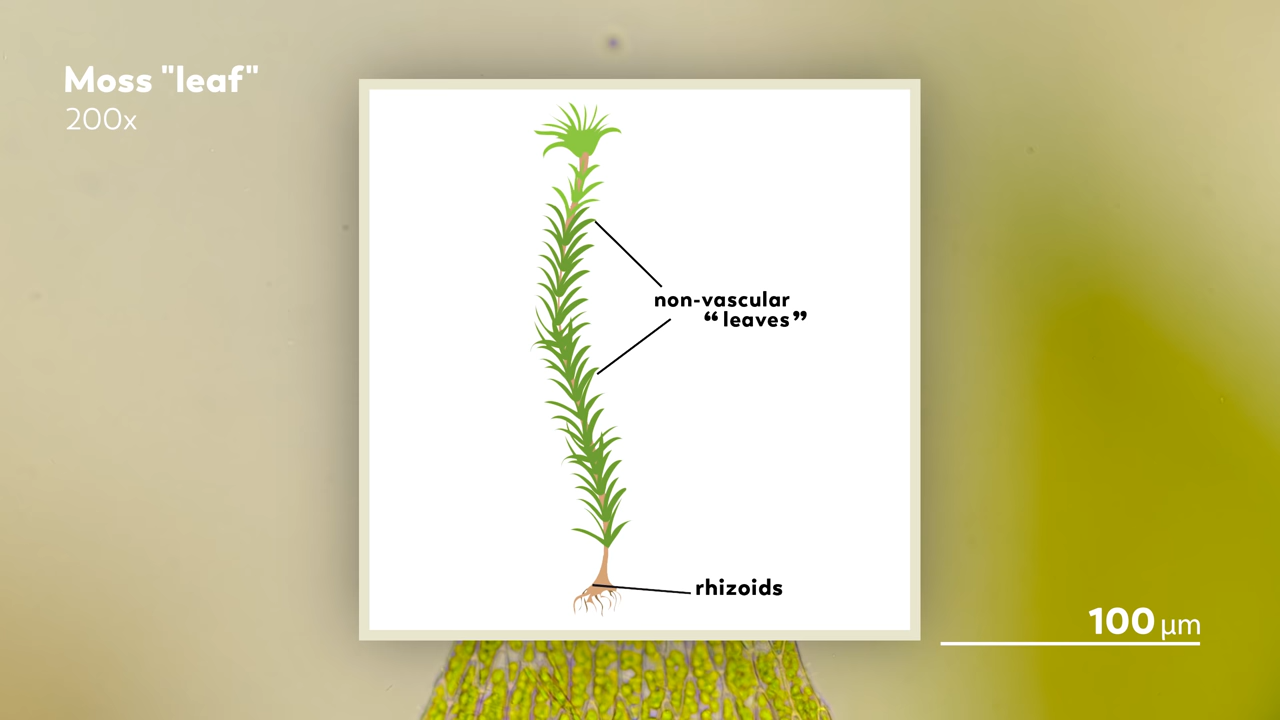 Moss "leaf"
200x
non-vascular
“leaves”
rhizoids
100 µm